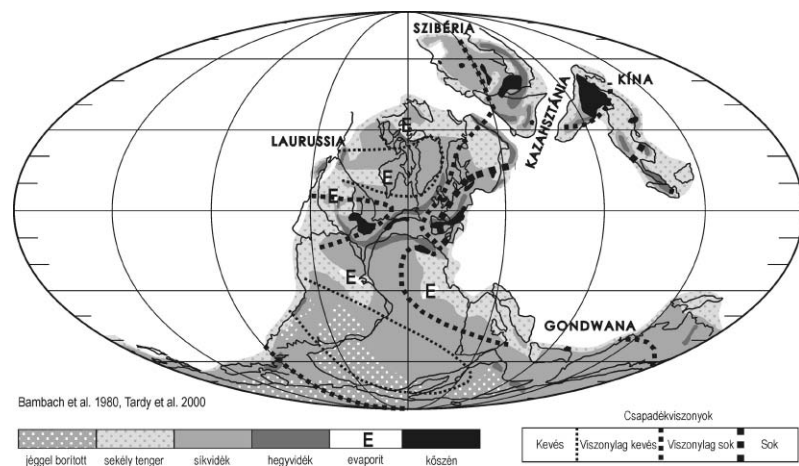 SZIBÉRIA
KÍNA
KAZAHSZTÁNIA
LAURUSSIA
E
E
E
E
E
GONDWANA
Bambach et al. 1980, Tardy et al. 2000
Csapadékviszonyok
E
Kevés
Viszonylag kevés
Viszonylag sok
Sok
jéggel borított
sekély tenger
síkvidék
hegyvidék
evaporit
kőszén